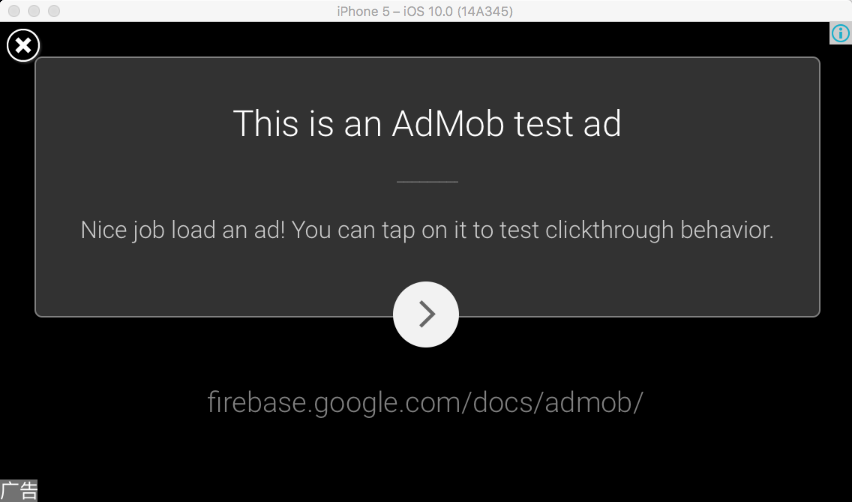 iPhone 5 – iOS 10.0 (14A345)
This is an AdMob test ad
Nice job load an ad! You can tap on it to test clickthrough behavior.
firebase.google.com/docs/admob/
广告